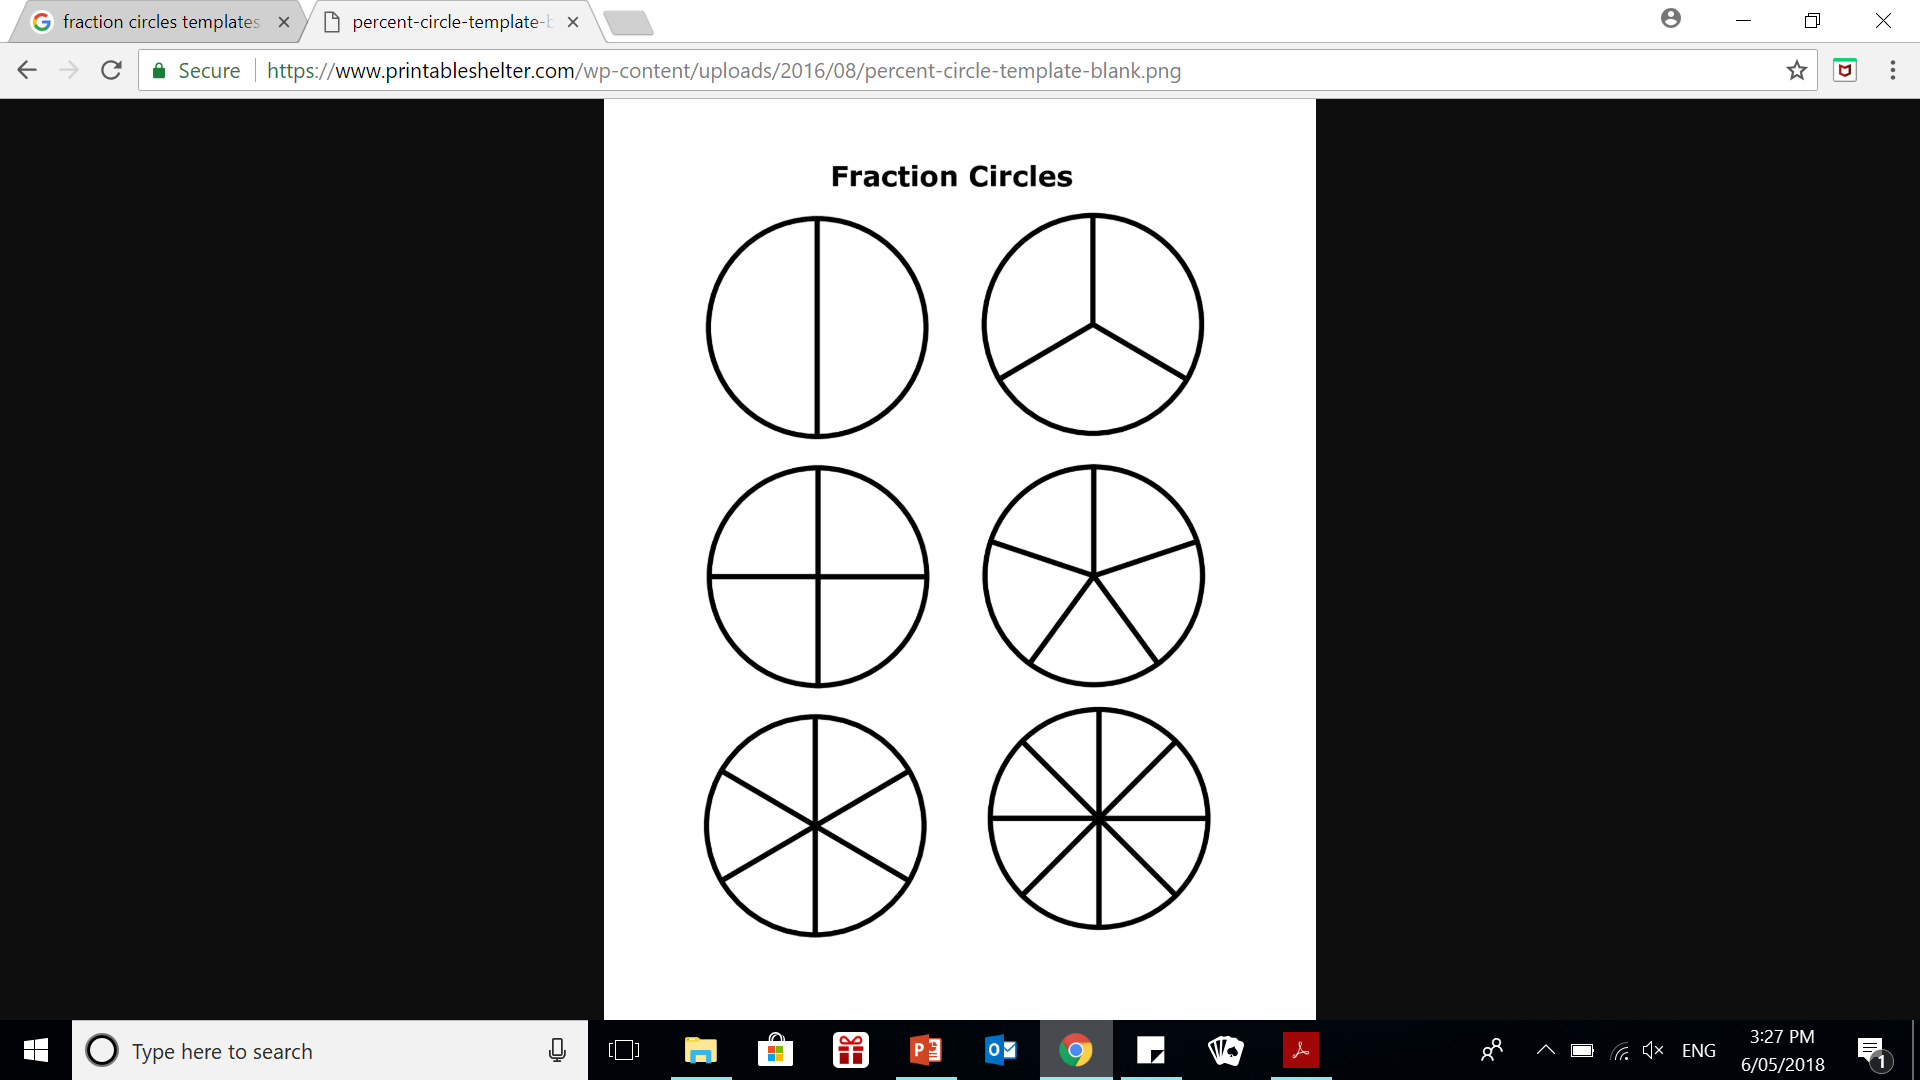 fraction circles templates
percent-circle-template-b
Secure
https://www.printableshelter.com/wp-content/uploads/2016/08/percent-circle-template-blank.png
Fraction Circles
Type here to search
ENG
3:27 PM
6/05/2018
1